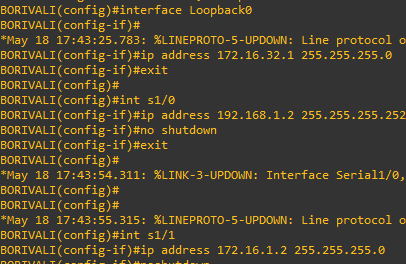 BORIVALI(config)#interface Loopback0
BORIVALI(config-if)#
*May 18 17:43:25.783: %LINEPROTO-5-UPDOWN: Line protocol o
BORIVALI(config-if)#ip address 172.16.32.1 255.255.255.0
BORIVALI(config-if)#exit
BORIVALI(config)#
BORIVALI(config)#int s1/0
BORIVALI(config-if)#ip address 192.168.1.2 255.255.255.252
BORIVALI(config-if)#no shutdown
BORIVALI(config-if)#exit
BORIVALI(config)#
*May 18 17:43:54.311: %LINK-3-UPDOWN: Interface Serial1/0,
BORIVALI(config)#
*May 18 17:43:55.315: %LINEPROTO-5-UPDOWN: Line protocol o
BORIVALI(config)#int s1/1
BORIVALI(config-if)#ip address 172.16.1.2 255.255.255.0